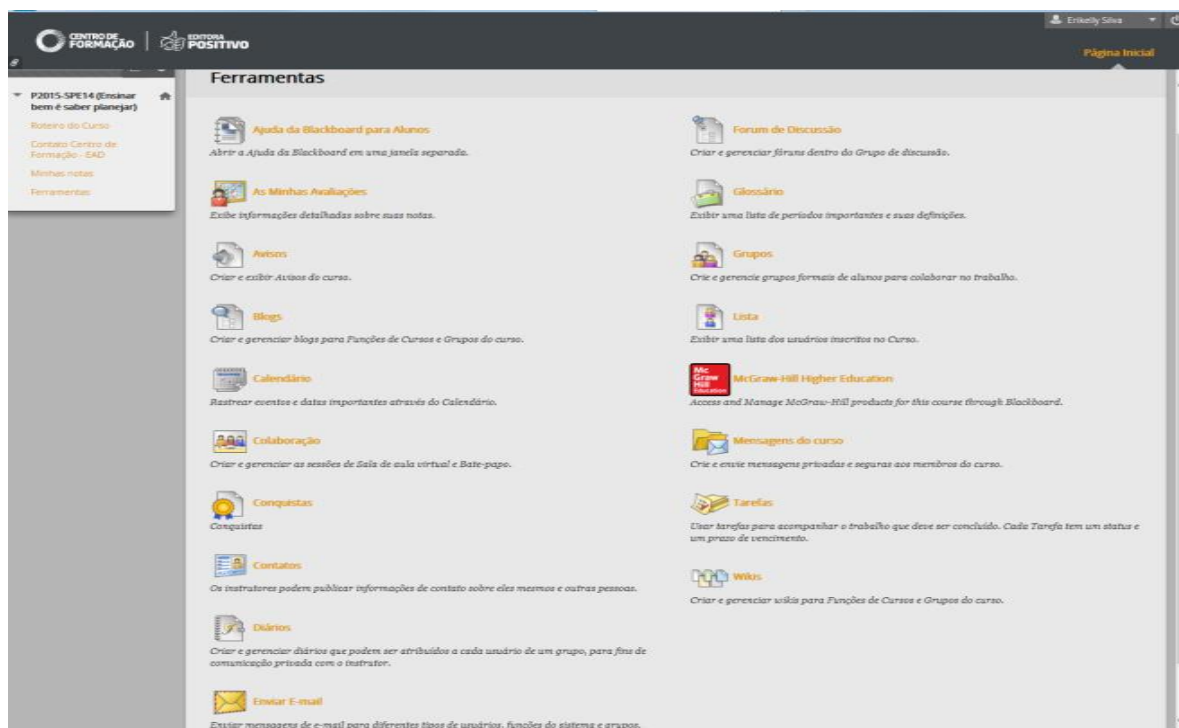 CENTRO DE
FORMAÇÃO
EDITORA
POSITIVO
Erikelly Silva
Página Inicial
P2015-SPE14 (Ensinar
bem é saber planejar)
Roteiro do Curso
Contato Centro de
Formação - EAD
Minhas notas
Ferramentas
Ferramentas
Ajuda da Blackboard para Alunos
Abrir a Ajuda da Blackboard em uma janela separada.
As Minhas Avaliações
Exibe informações detalhadas sobre suas notas.
Avisos
Criar e exibir Avisos do curso.
Blogs
Criar e gerenciar blogs para Funções de Cursos e Grupos do curso.
Calendário
Rastrear eventos e datas importantes através do Calendário.
Colaboração
Criar e gerenciar as sessões de Sala de aula virtual e Bate-papo.
Conquistas
Conquistas
Contatos
Os instrutores podem publicar informações de contato sobre eles mesmos e outras pessoas.
Diários
Criar e gerenciar diários que podem ser atribuídos a cada usuário de um grupo, para fins de
comunicação privada com o instrutor.
Enviar E-mail
Enviar mensagens de e-mail para diferentes tipos de usuários, funções do sistema e grupos.
Forum de Discussão
Criar e gerenciar fóruns dentro do Grupo de discussão.
Glossário
Exibir uma lista de períodos importantes e suas definições.
Grupos
Crie e gerencie grupos formais de alunos para colaborar no trabalho.
Lista
Exibir uma lista dos usuários inscritos no Curso.
Mc
Graw
Hill
Education
McGraw-Hill Higher Education
Access and Manage McGraw-Hill products for this course through Blackboard.
Mensagens do curso
Crie e envie mensagens privadas e seguras aos membros do curso.
Tarefas
Usar tarefas para acompanhar o trabalho que deve ser concluído. Cada Tarefa tem um status e
um prazo de vencimento.
Wikis
Criar e gerenciar wikis para Funções de Cursos e Grupos do curso.